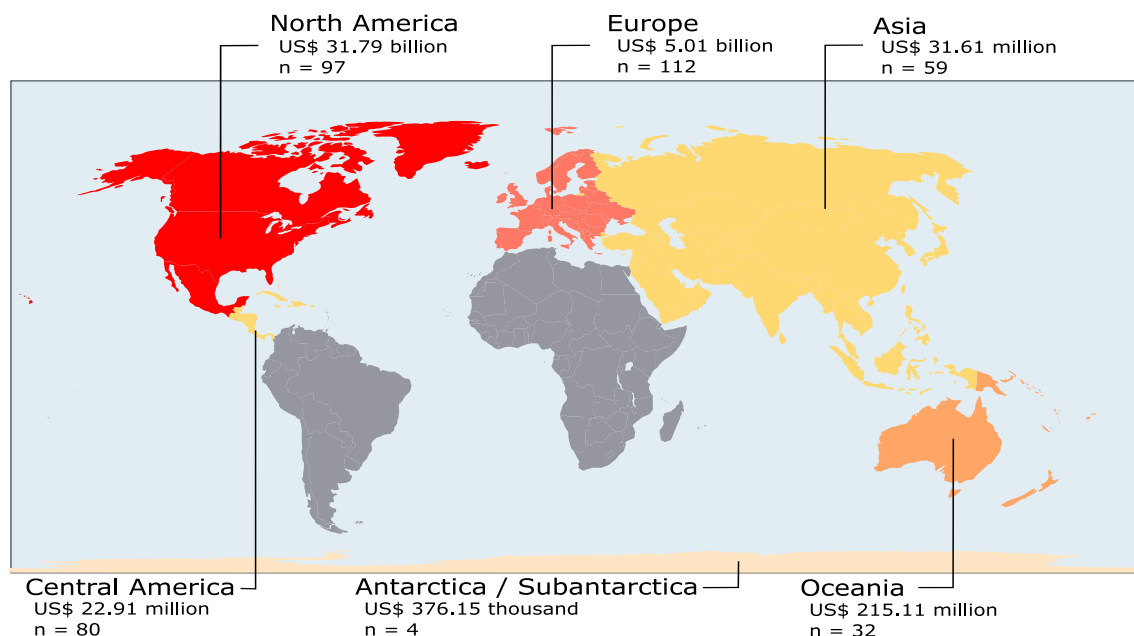 North America
US$ 31.79 billion
n = 97
Europe
US$ 5.01 billion
n = 112
Asia
US$ 31.61 million
n = 59
Central America
US$ 22.91 million
n = 80
Antarctica / Subantarctica
US$ 376.15 thousand
n = 4
Oceania
US$ 215.11 million
n = 32